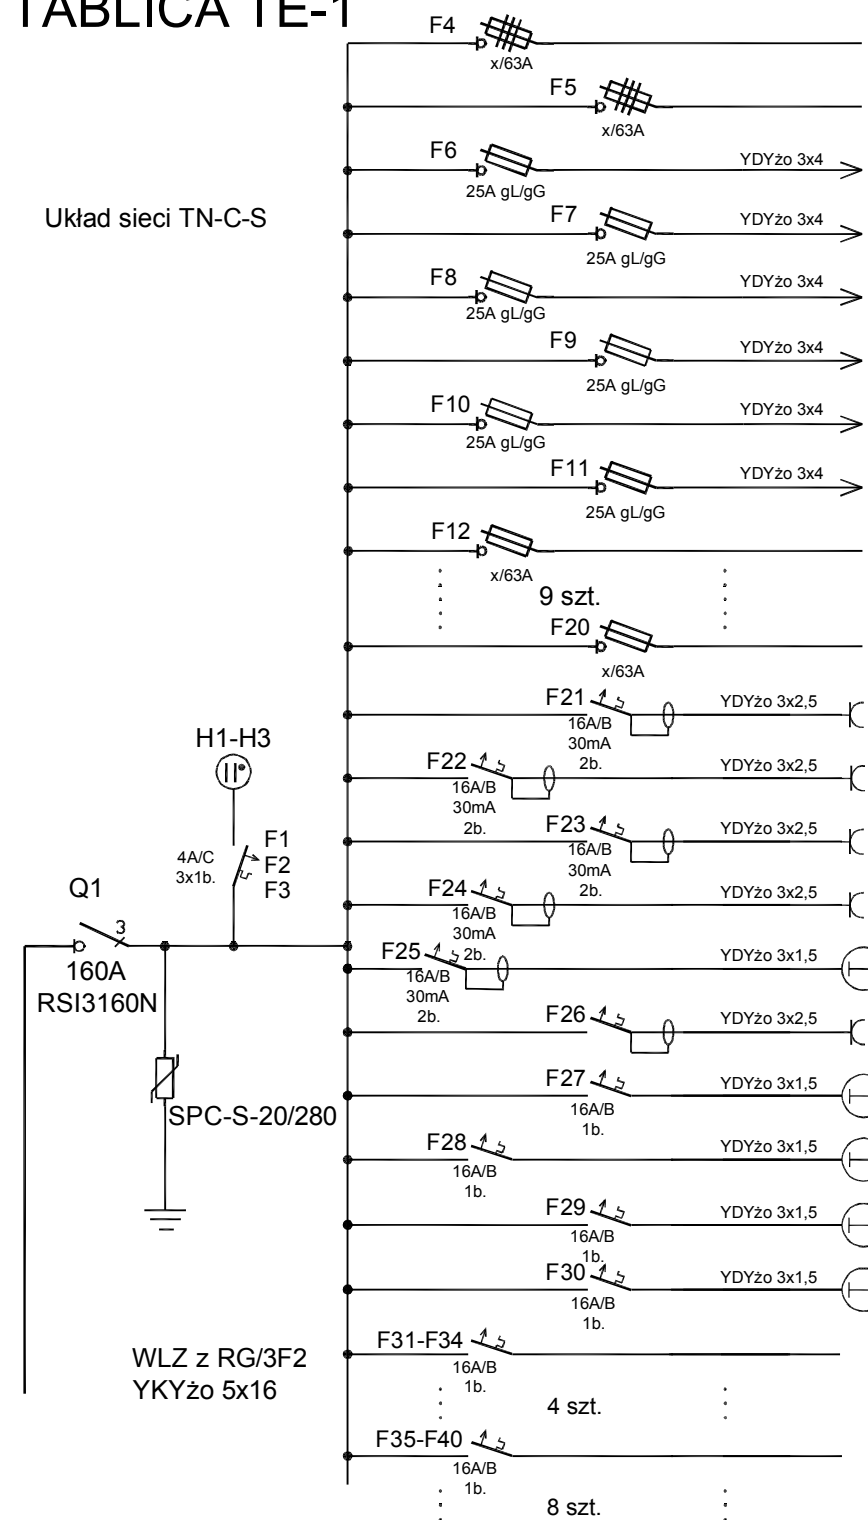 TABLICA TE-1
F4
x/63A
F5
x/63A
F6
25A gL/gG
YDYżo 3x4
Układ sieci TN-C-S
F7
25A gL/gG
YDYżo 3x4
F8
25A gL/gG
YDYżo 3x4
F9
25A gL/gG
YDYżo 3x4
F10
25A gL/gG
YDYżo 3x4
F11
25A gL/gG
YDYżo 3x4
F12
x/63A
9 szt.
F20
x/63A
F21
16A/B
30mA
2b.
YDYżo 3x2,5
F22
16A/B
30mA
2b.
YDYżo 3x2,5
F23
16A/B
30mA
2b.
YDYżo 3x2,5
F24
16A/B
30mA
2b.
YDYżo 3x2,5
H1-H3
4A/C
3x1b.
F1
F2
F3
Q1
3
160A
RSI3160N
SPC-S-20/280
F25
16A/B
30mA
2b.
YDYżo 3x1,5
F26
YDYżo 3x2,5
F27
16A/B
1b.
YDYżo 3x1,5
F28
16A/B
1b.
YDYżo 3x1,5
F29
16A/B
1b.
YDYżo 3x1,5
F30
16A/B
1b.
YDYżo 3x1,5
WLZ z RG/3F2
YKYżo 5x16
F31-F34
16A/B
1b.
4 szt.
F35-F40
16A/B
1b.
8 szt.